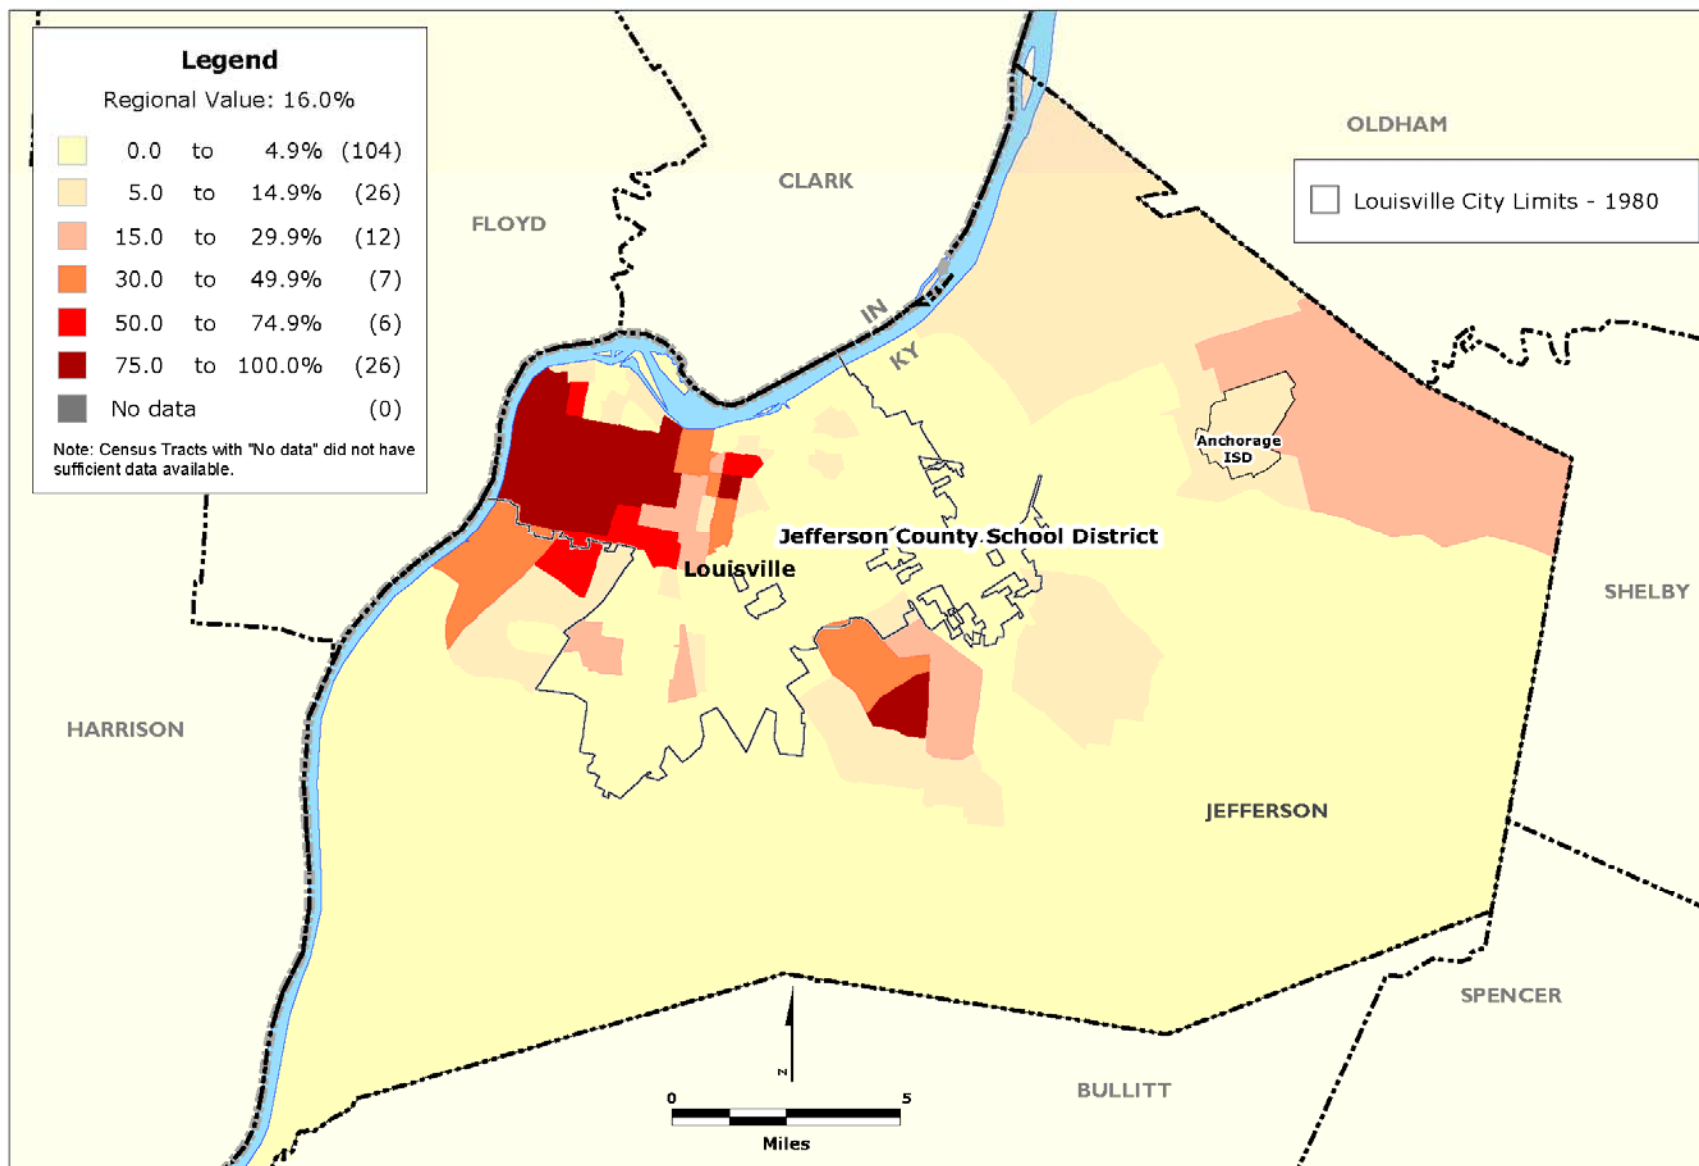 Legend
Regional Value: 16.0%
0.0 to 4.9% (104)
5.0 to 14.9% (26)
15.0 to 29.9% (12)
30.0 to 49.9% (7)
50.0 to 74.9% (6)
75.0 to 100.0% (26)
No data (0)
Note: Census Tracts with "No data" did not have
sufficient data available.
OLDHAM
CLARK
Louisville City Limits - 1980
FLOYD
IN
KY
Anchorage
ISD
Jefferson County School District
Louisville
SHELBY
HARRISON
JEFFERSON
SPENCER
z
BULLITT
0 5
Miles